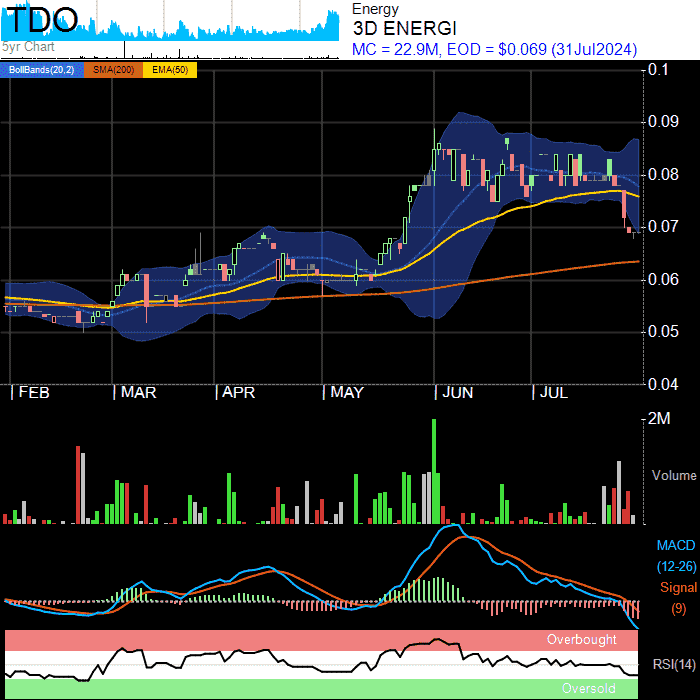 TDO
5yr Chart
Energy
3D ENERGI
MC = 22.9M, EOD = $0.069 (31Jul2024)
BollBands(20,2) SMA(200) EMA(50)
0.1
0.09
0.08
0.07
0.06
0.05
0.04
FEB MAR APR MAY JUN JUL
2M
Volume
MACD
(12-26)
Signal
(9)
Overbought
RSI(14)
Oversold